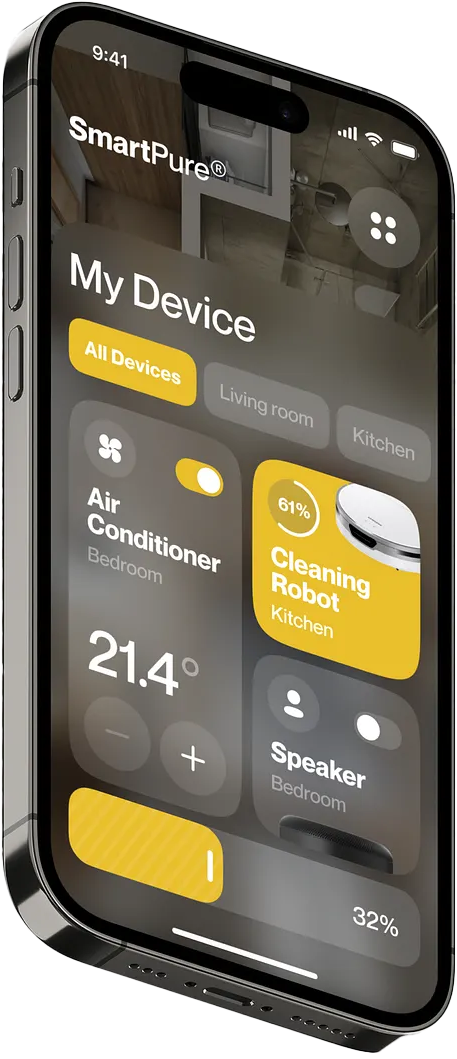 9:41
SmartPure®
My Device
All Devices
Living room
Kitchen
Air
Conditioner
Bedroom
21.4°
61%
Cleaning
Robot
Kitchen
Speaker
Bedroom
32%